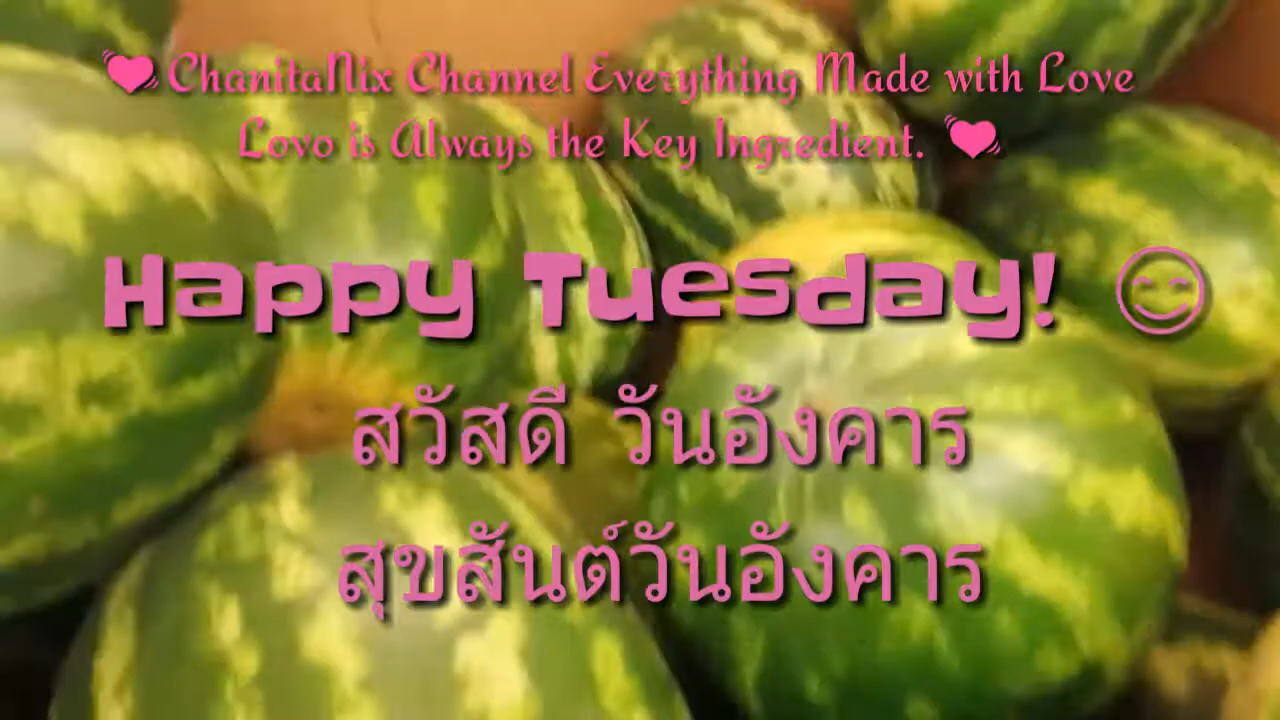 💓ChanitaNix Channel Everything Made with Love
Lovo is Always the Key Ingredient. 💓
Happy Tuesday! 😊
สวัสดี วันอังคาร
สุขสันต์วันอังคาร